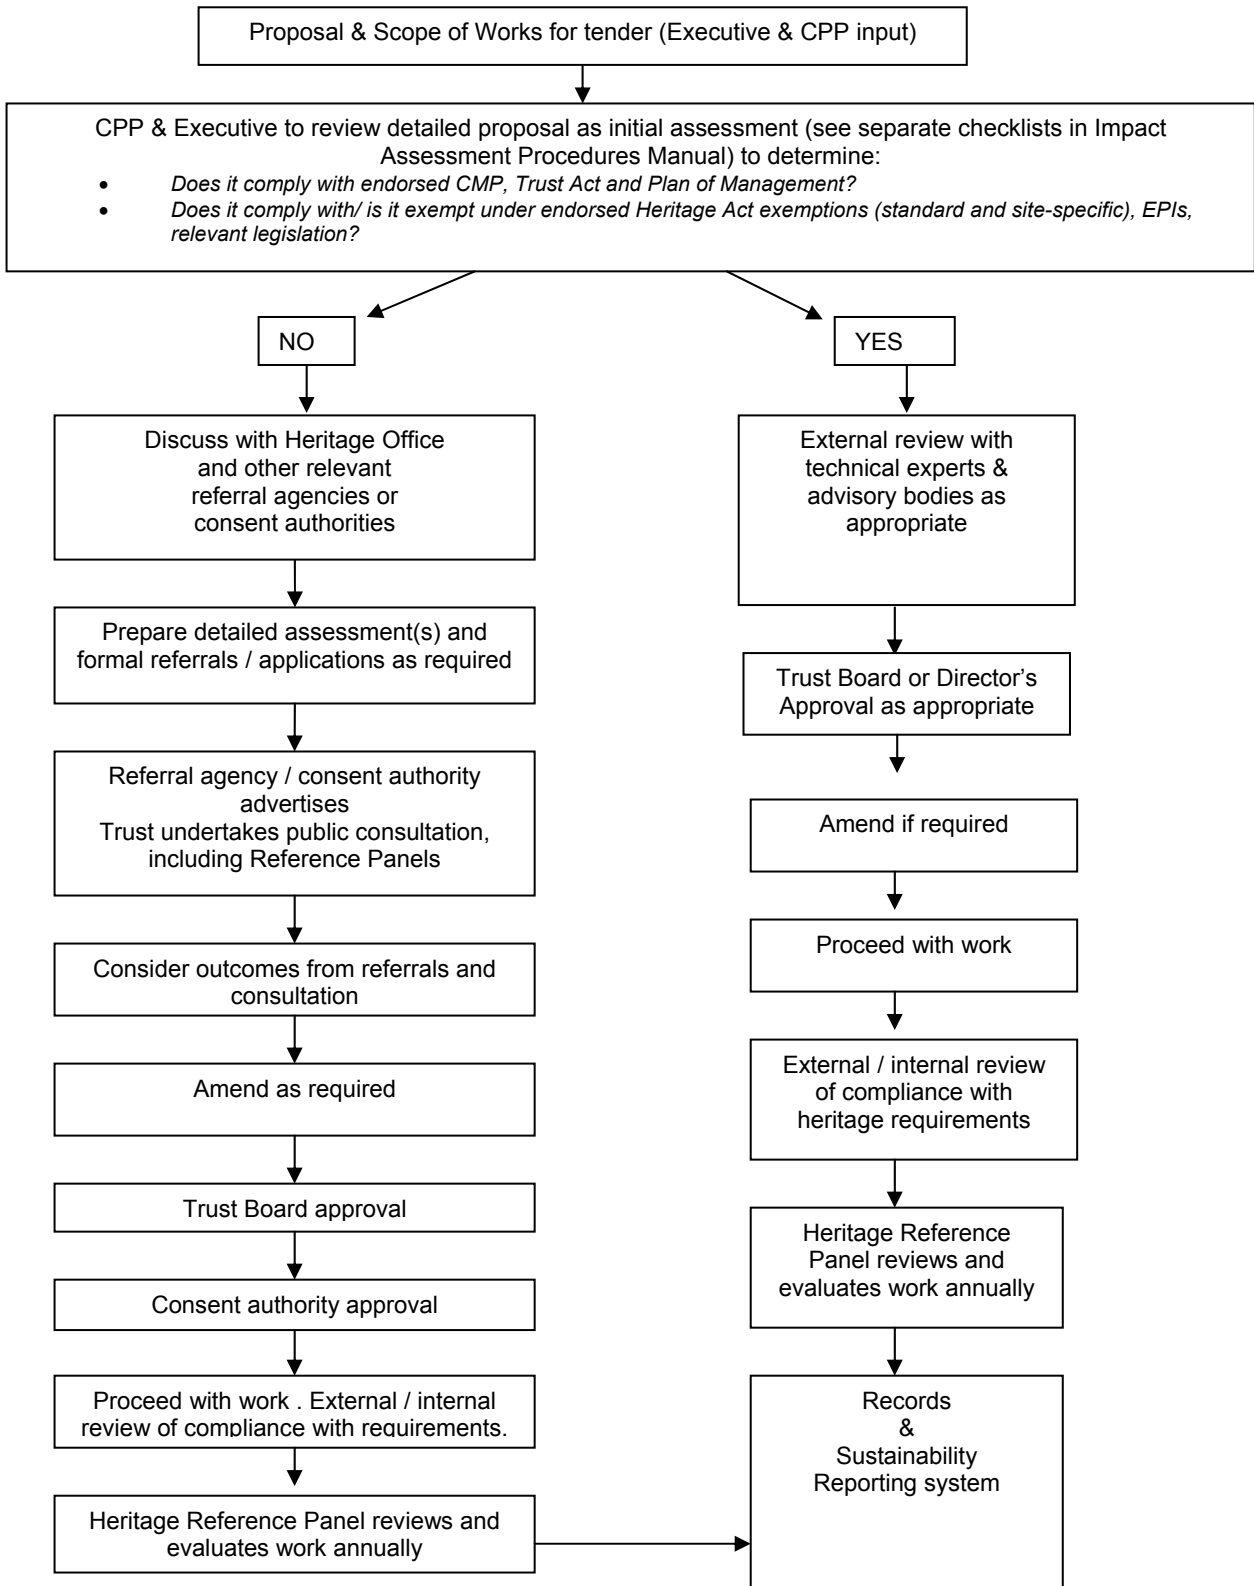 Proposal & Scope of Works for tender (Executive & CPP input)
CPP & Executive to review detailed proposal as initial assessment (see separate checklists in Impact
Assessment Procedures Manual) to determine:
• Does it comply with endorsed CMP, Trust Act and Plan of Management?
• Does it comply with/ is it exempt under endorsed Heritage Act exemptions (standard and site-specific), EPIs,
relevant legislation?
NO
YES
Discuss with Heritage Office
and other relevant
referral agencies or
consent authorities
Prepare detailed assessment(s) and
formal referrals / applications as required
Referral agency / consent authority
advertises
Trust undertakes public consultation,
including Reference Panels
Consider outcomes from referrals and
consultation
Amend as required
Trust Board approval
Consent authority approval
Proceed with work . External / internal
review of compliance with requirements.
Heritage Reference Panel reviews and
evaluates work annually
External review with
technical experts &
advisory bodies as
appropriate
Trust Board or Director's
Approval as appropriate
Amend if required
Proceed with work
External / internal review
of compliance with
heritage requirements
Heritage Reference
Panel reviews and
evaluates work annually
Records
&
Sustainability
Reporting system